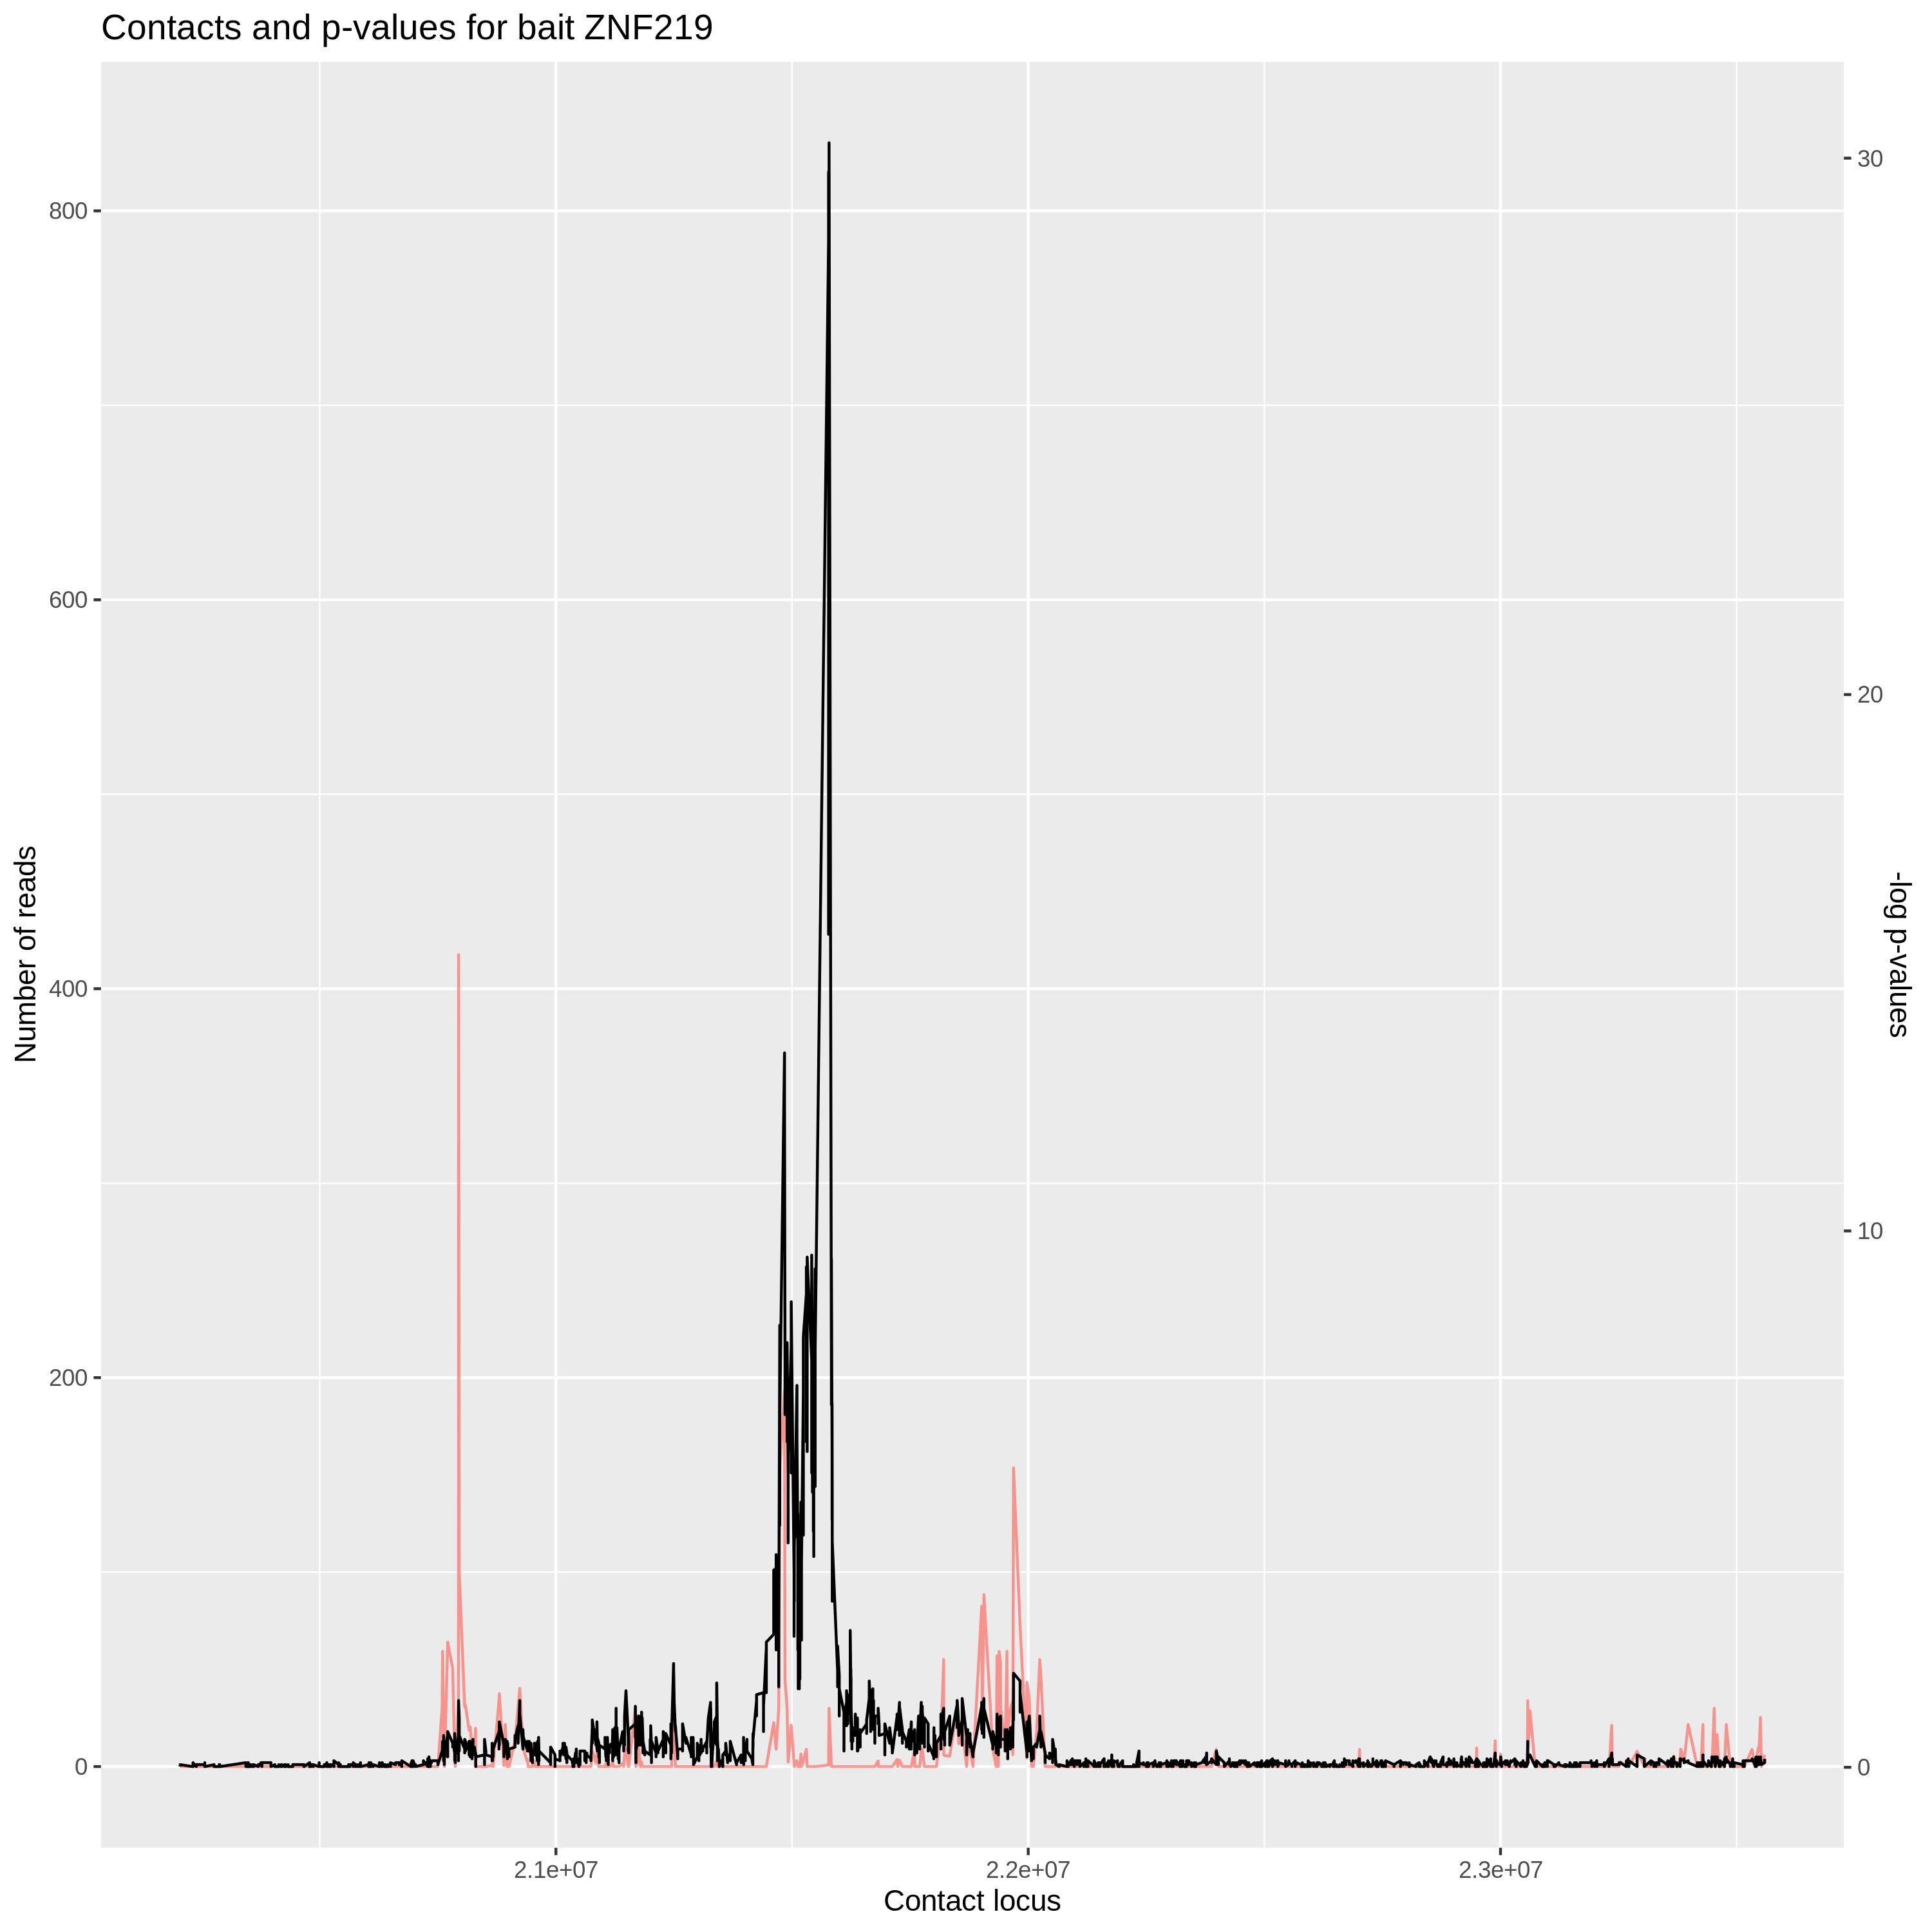 Contacts and p-values for bait ZNF219
800
600
400
200
0
Number of reads
30
20
10
0
-log p-values
2.1e+07
2.2e+07
2.3e+07
Contact locus